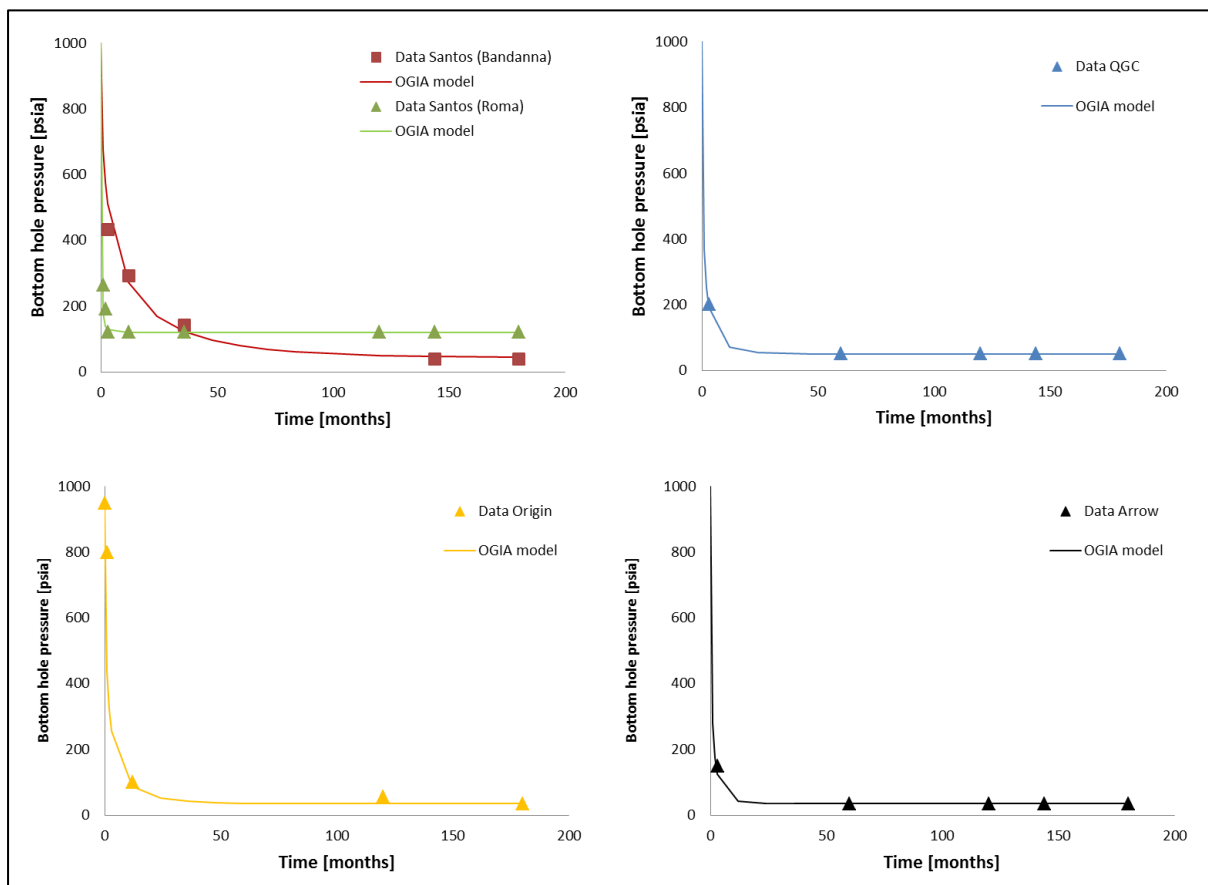 1000
800
600
400
200
0
Bottom hole pressure [psia]
Data Santos (Bandanna)
OGIA model
Data Santos (Roma)
OGIA model
0 50 100 150 200
Time [months]
1000
800
600
400
200
0
Bottom hole pressure [psia]
Data QGC
OGIA model
0 50 100 150 200
Time [months]
1000
800
600
400
200
0
Bottom hole pressure [psia]
Data Origin
OGIA model
0 50 100 150 200
Time [months]
1000
800
600
400
200
0
Bottom hole pressure [psia]
Data Arrow
OGIA model
0 50 100 150 200
Time [months]